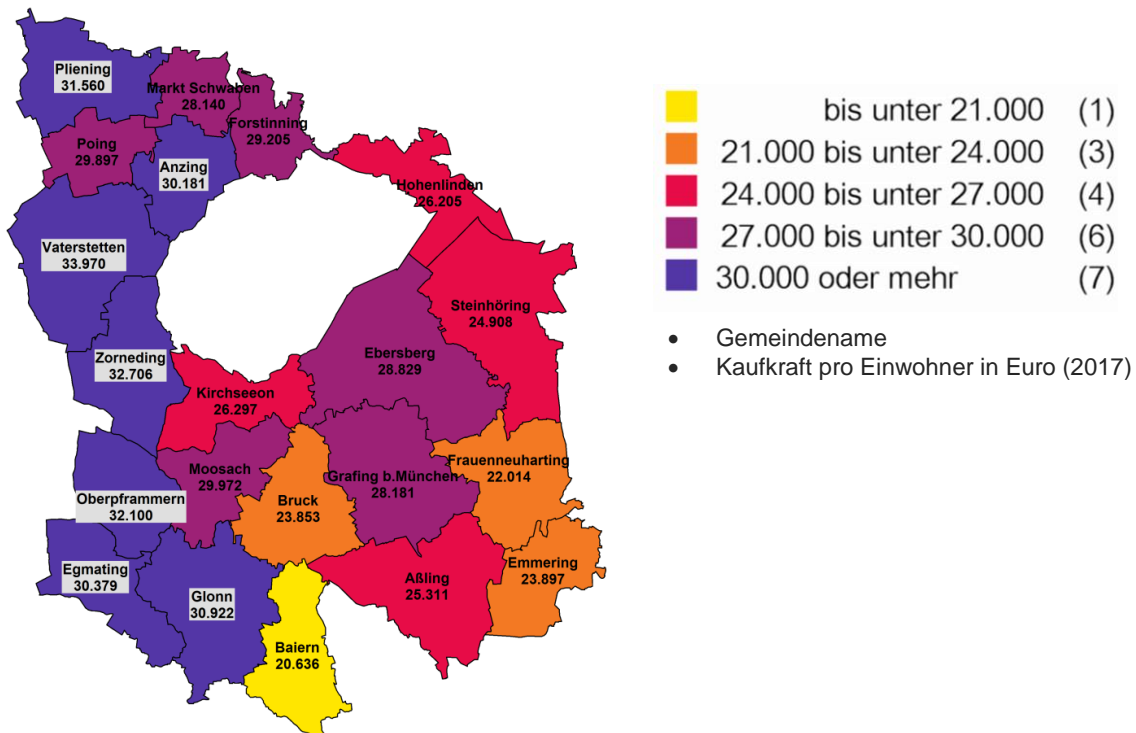 Pliening
31.560
Markt Schwaben
28.140
Forstinning
29.205
Poing
29.897
Anzing
30.181
Hohenlinden
26.205
Vaterstetten
33.970
Steinhöring
24.908
Zorneding
32.706
Ebersberg
28.829
Kirchseeon
26.297
Moosach
29.972
Grafing b.München
28.181
Frauenneuharting
22.014
Oberpframmern
32.100
Bruck
23.853
Egmating
30.379
Glonn
30.922
Aßling
25.311
Emmering
23.897
Baiern
20.636
bis unter 21.000 (1)
21.000 bis unter 24.000 (3)
24.000 bis unter 27.000 (4)
27.000 bis unter 30.000 (6)
30.000 oder mehr (7)
• Gemeindename
• Kaufkraft pro Einwohner in Euro (2017)